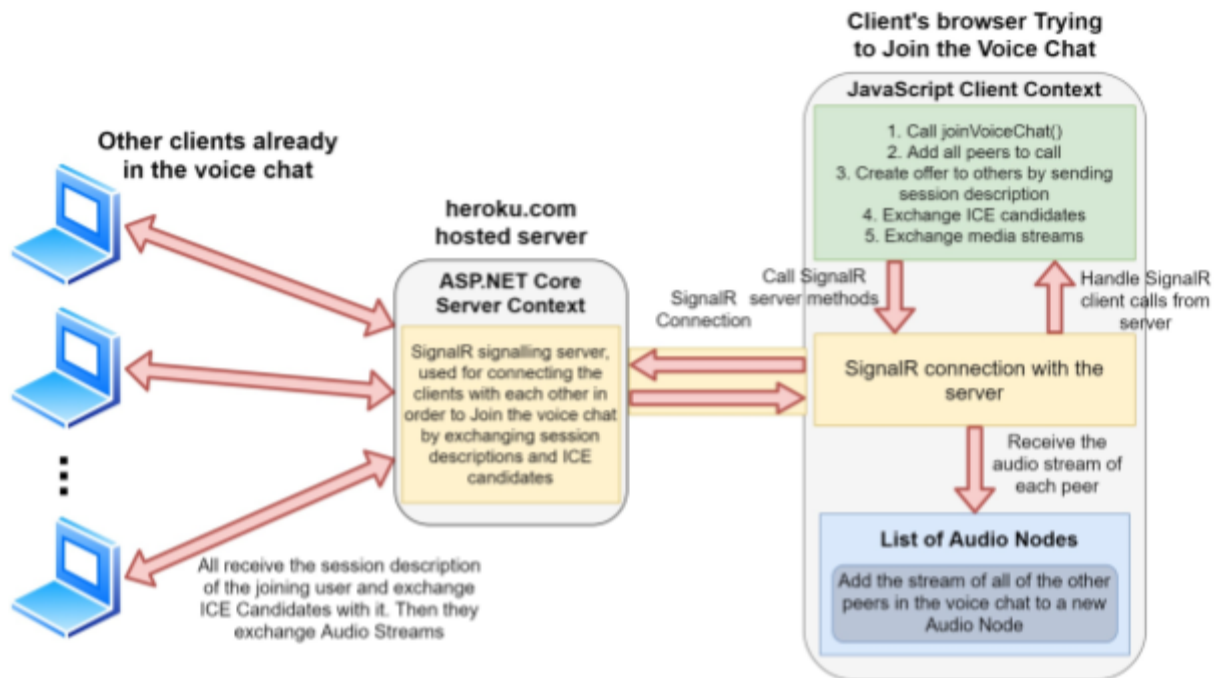 Client's browser Trying
to Join the Voice Chat
JavaScript Client Context
1. Call joinVoiceChat()
2. Add all peers to call
3. Create offer to others by sending
session description
4. Exchange ICE candidates
5. Exchange media streams
Other clients already
in the voice chat
heroku.com
hosted server
ASP.NET Core
Server Context
SignalR signalling server,
used for connecting the
clients with each other in
order to Join the voice chat
by exchanging session
descriptions and ICE
candidates
SignalR
Connection
Call SignalR
server methods
Handle SignalR
client calls from
server
SignalR connection with the
server
Receive the
audio stream of
each peer
List of Audio Nodes
Add the stream of all of the other
peers in the voice chat to a new
Audio Node
All receive the session description
of the joining user and exchange
ICE Candidates with it. Then they
exchange Audio Streams